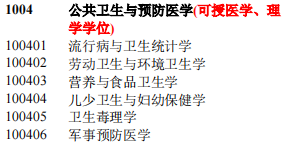 1004 公共卫生与预防医学(可授医学、理
学学位)
100401 流行病与卫生统计学
100402 劳动卫生与环境卫生学
100403 营养与食品卫生学
100404 儿少卫生与妇幼保健学
100405 卫生毒理学
100406 军事预防医学